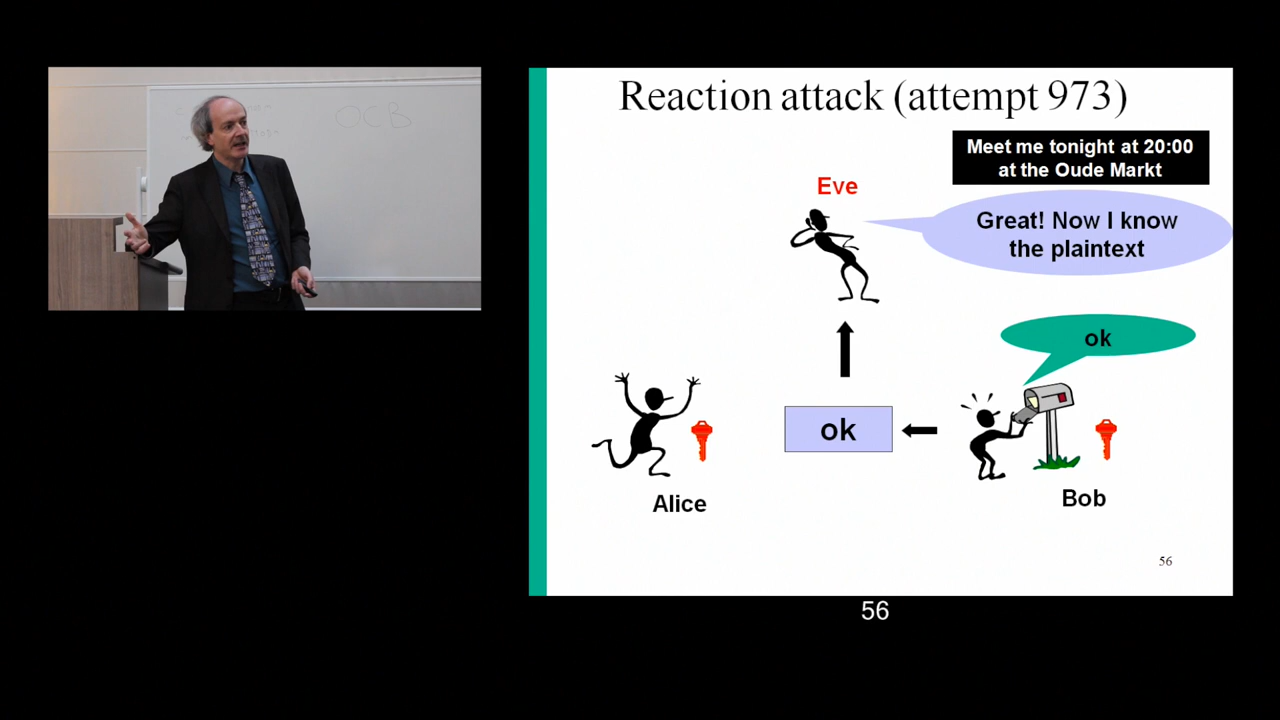 OCB
Reaction attack (attempt 973)
Meet me tonight at 20:00
at the Oude Markt
Eve
Great! Now I know
the plaintext
ok
ok
Alice
Bob
56
56